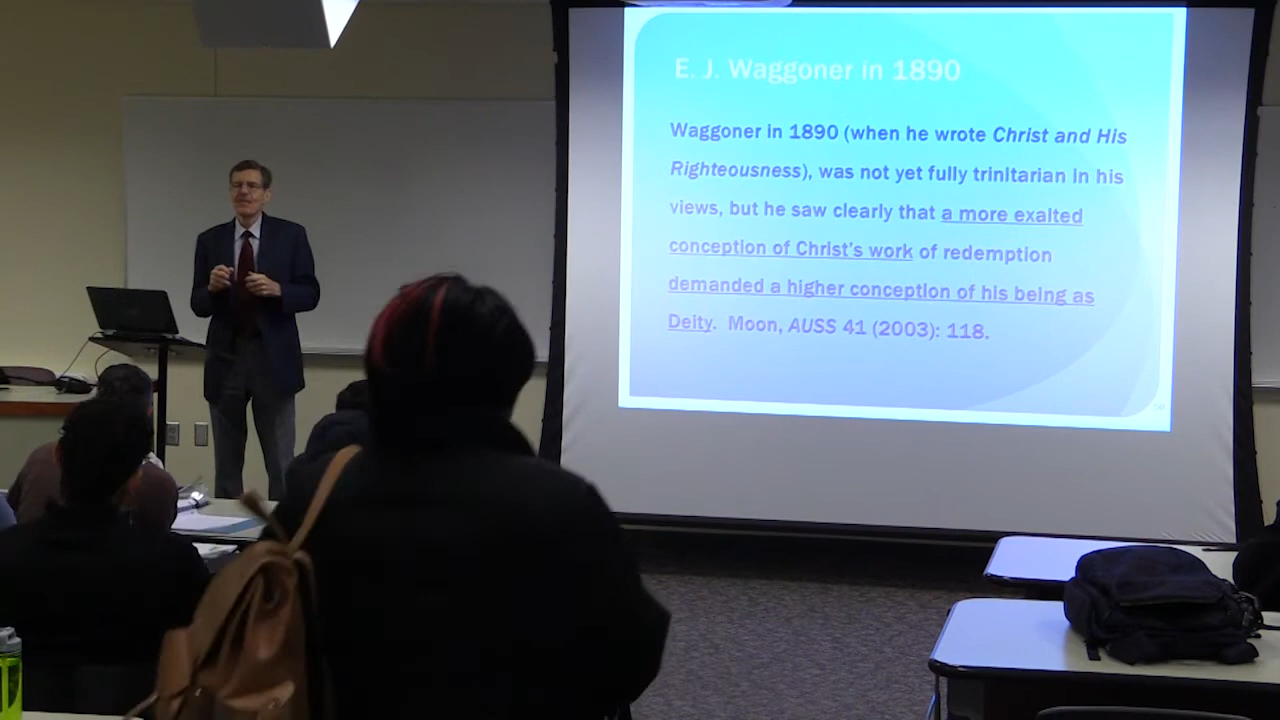 E. J. Waggoner in 1890
Waggoner in 1890 (when he wrote Christ and His
Righteousness), was not yet fully trinitarian in his
views, but he saw clearly that a more exalted
conception of Christ's work of redemption
demanded a higher conception of his being as
Deity. Moon, AUSS 41 (2003): 118.